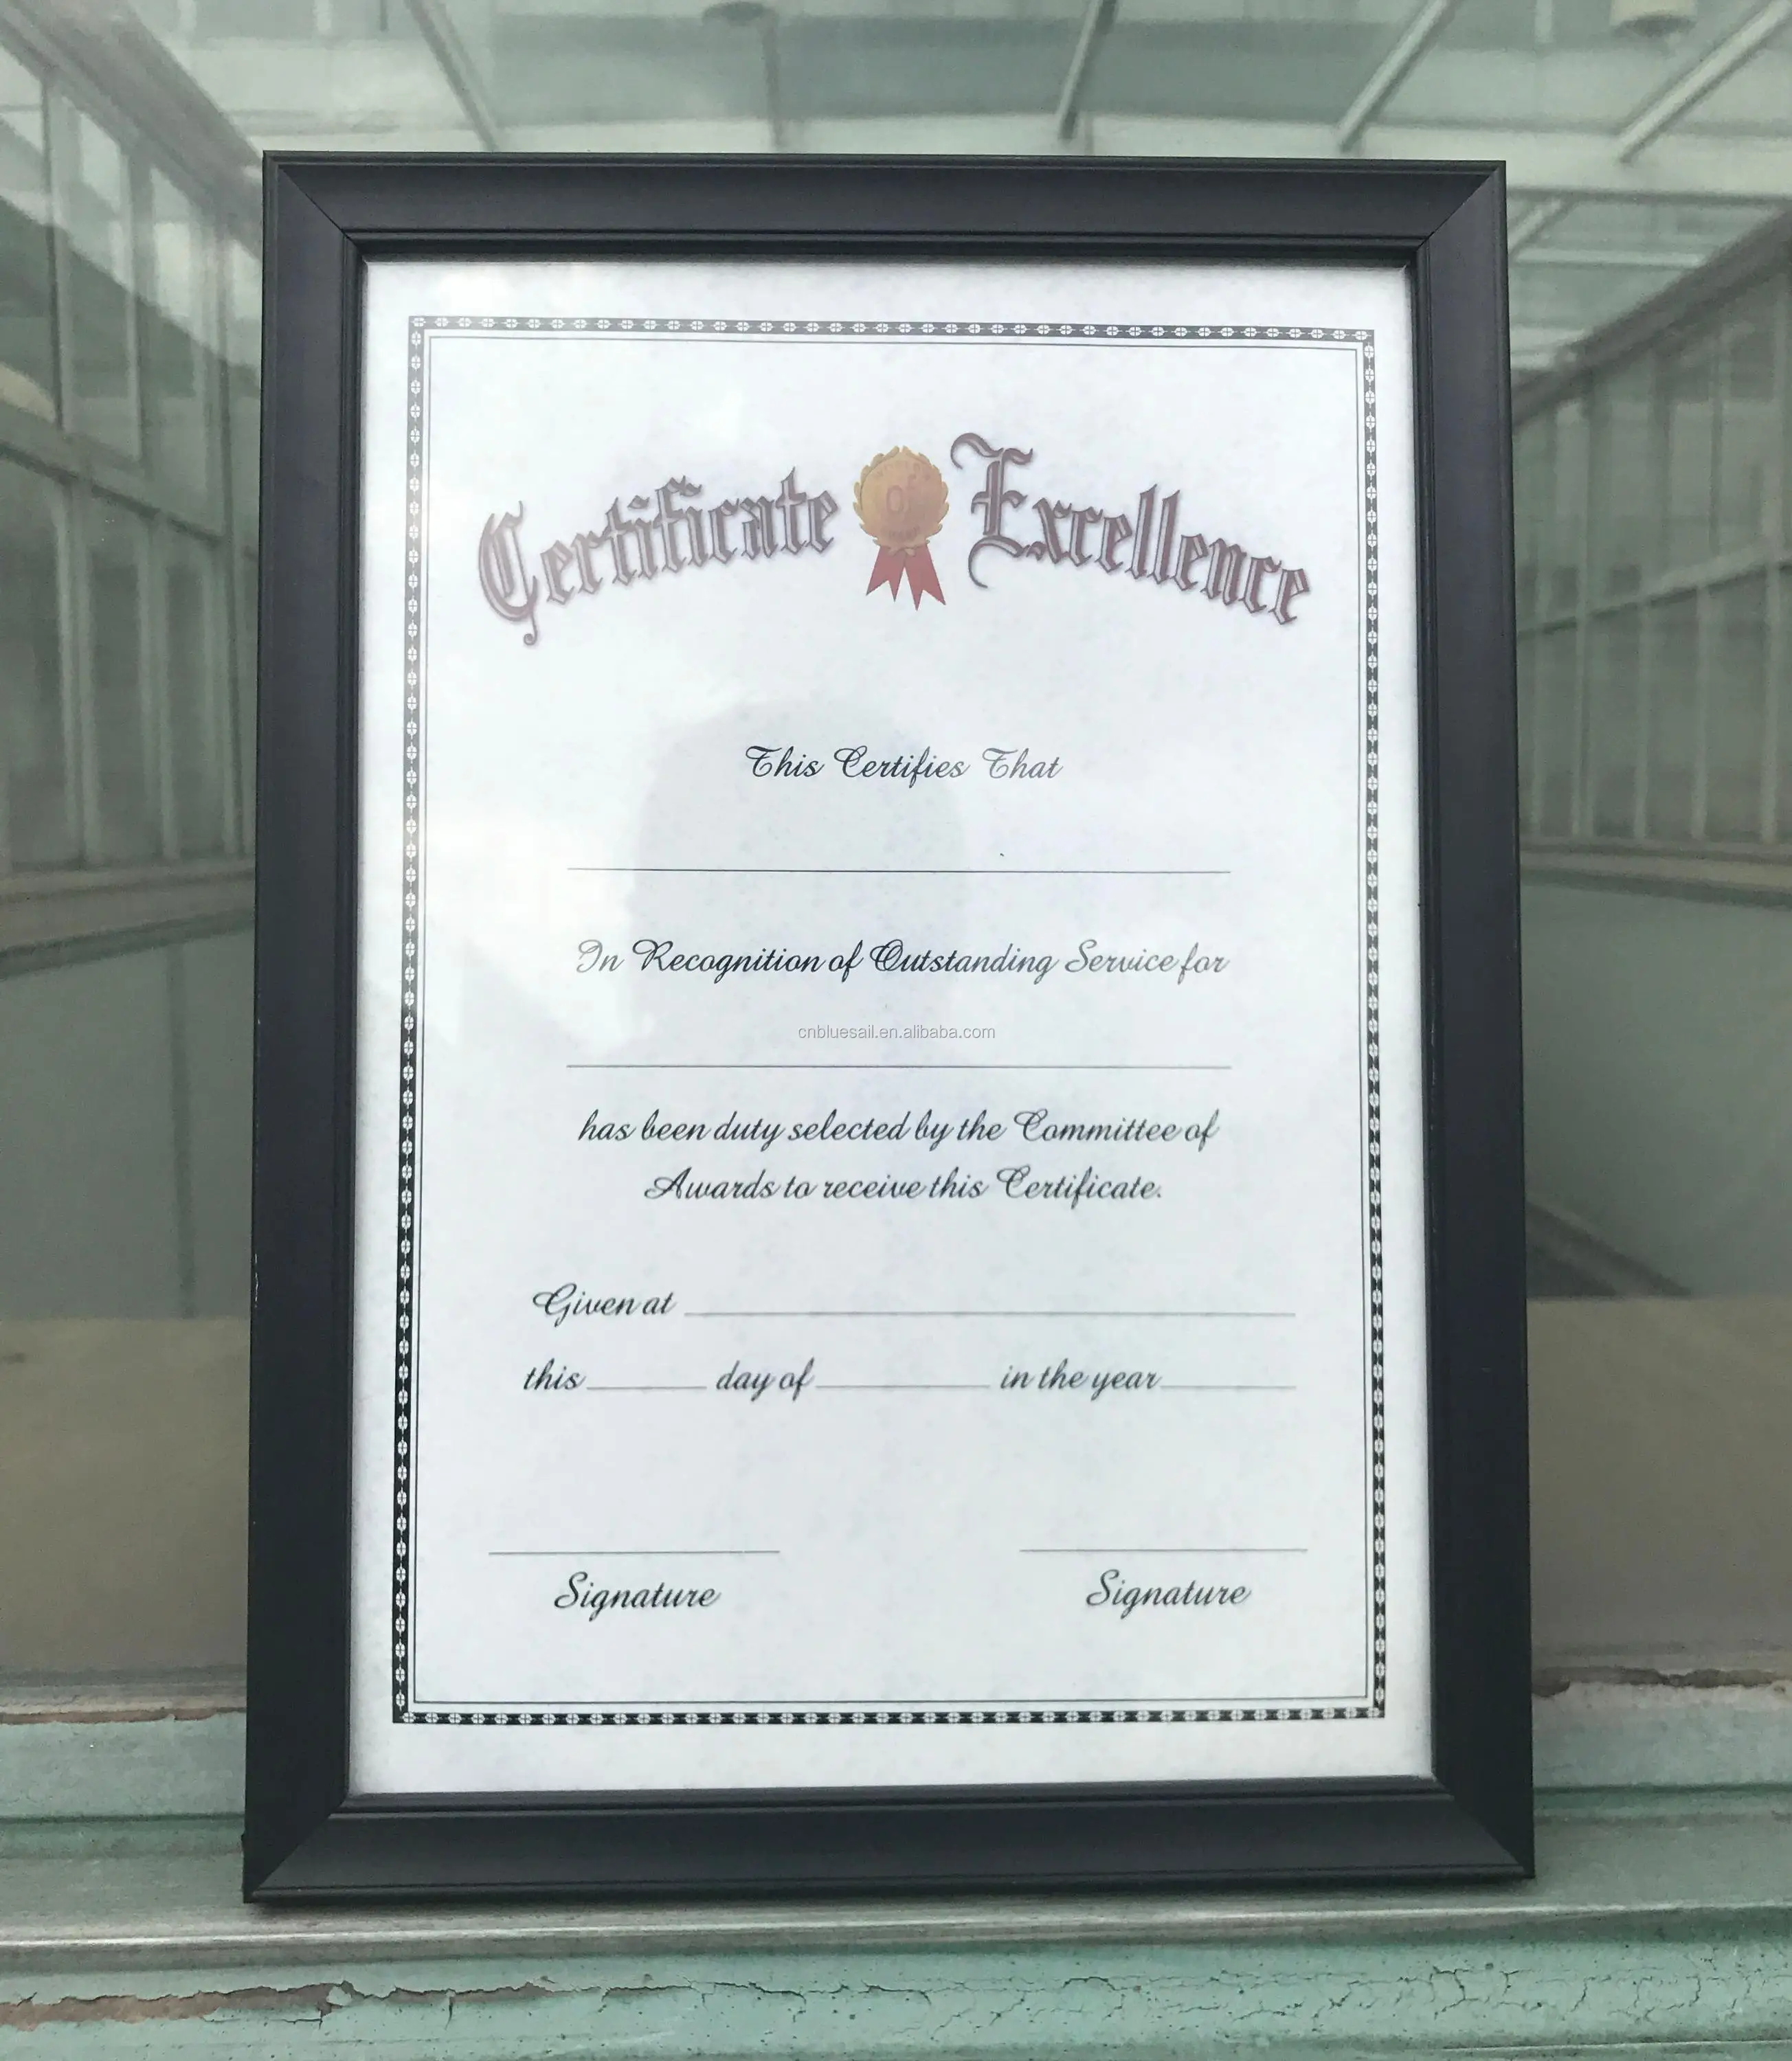 Certificate OF Excellence
This Certifies That
In Recognition of Outstanding Service for
cnbluesail.en.alibaba.com
has been duty selected by the Committee of
Awards to receive this Certificate.
Given at
this day of in the year
Signature Signature